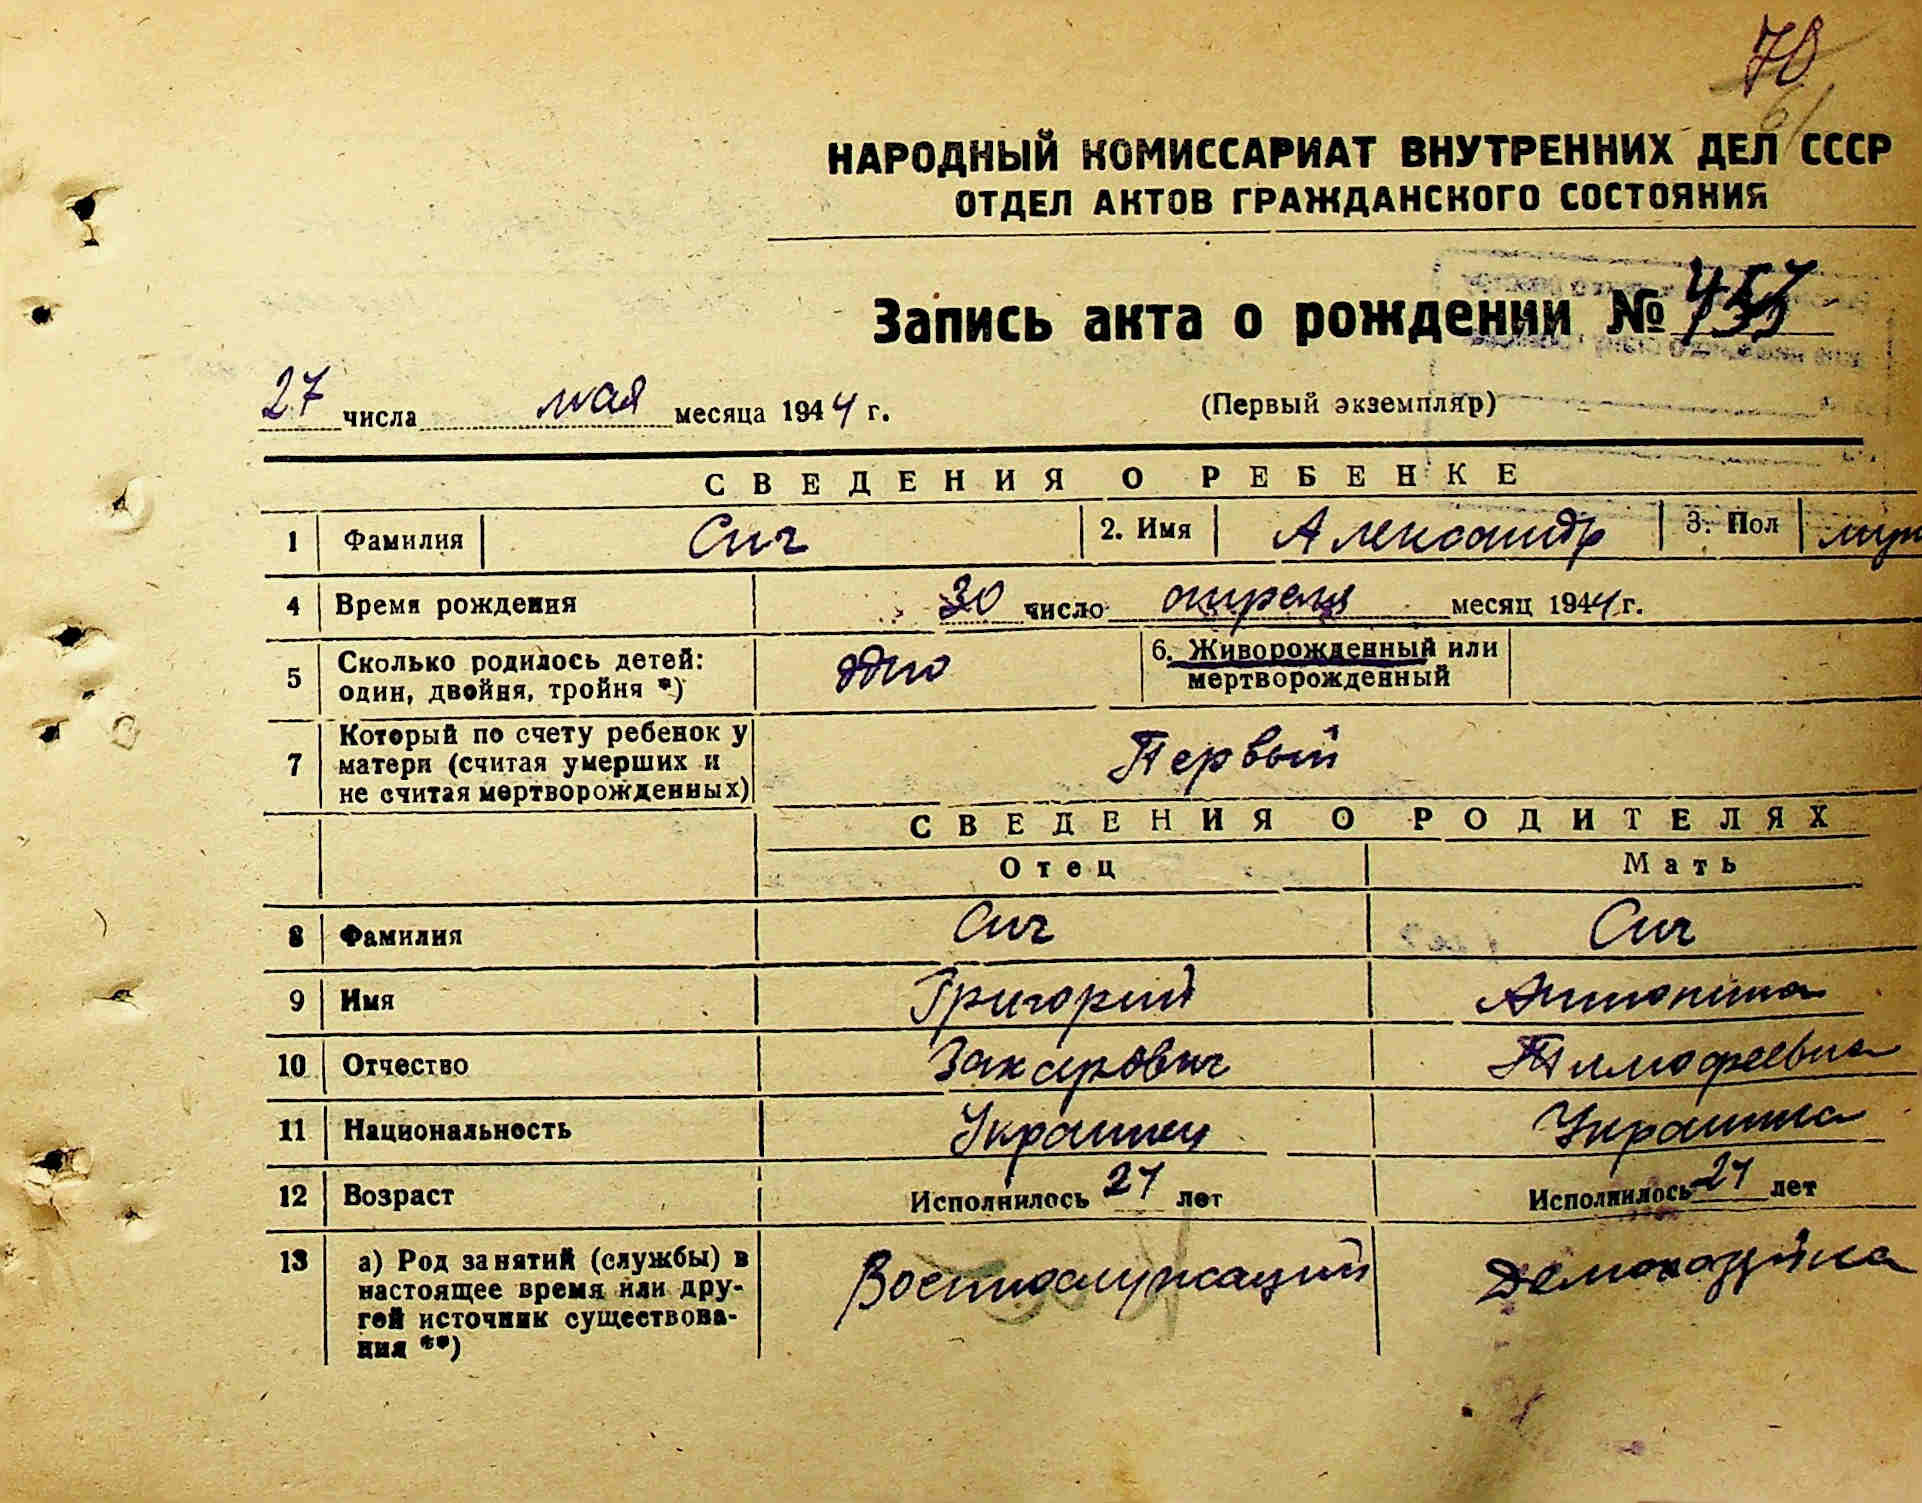 70
61
НАРОДНЫЙ КОМИССАРИАТ ВНУТРЕННИХ ДЕЛ СССР
ОТДЕЛ АКТОВ ГРАЖДАНСКОГО СОСТОЯНИЯ
Запись акта о рождении №
27 числа мая месяца 1944 г. (Первый экземпляр)
СВЕДЕНИЯ О РЕБЕНКЕ
1 Фамилия Сич 2. Имя Александр 3. Пол муж
4 Время рождения 30 число апреля месяц 1944 г.
5 Сколько родилось детей: один, двойня, тройня *) одно 6. Живорожденный или мертворожденный
7 Который по счету ребенок у матери (считая умерших и не считая мертворожденных) Первый
СВЕДЕНИЯ О РОДИТЕЛЯХ
Отец Мать
8 Фамилия Сич Сич
9 Имя Григорий Антонина
10 Отчество Захарович Тимофеевна
11 Национальность Украинец Украинка
12 Возраст Исполнилось 27 лет Исполнилось 27 лет
13 а) Род занятий (службы) в настоящее время или другой источник существования **) Военнослужащий Домохозяйка